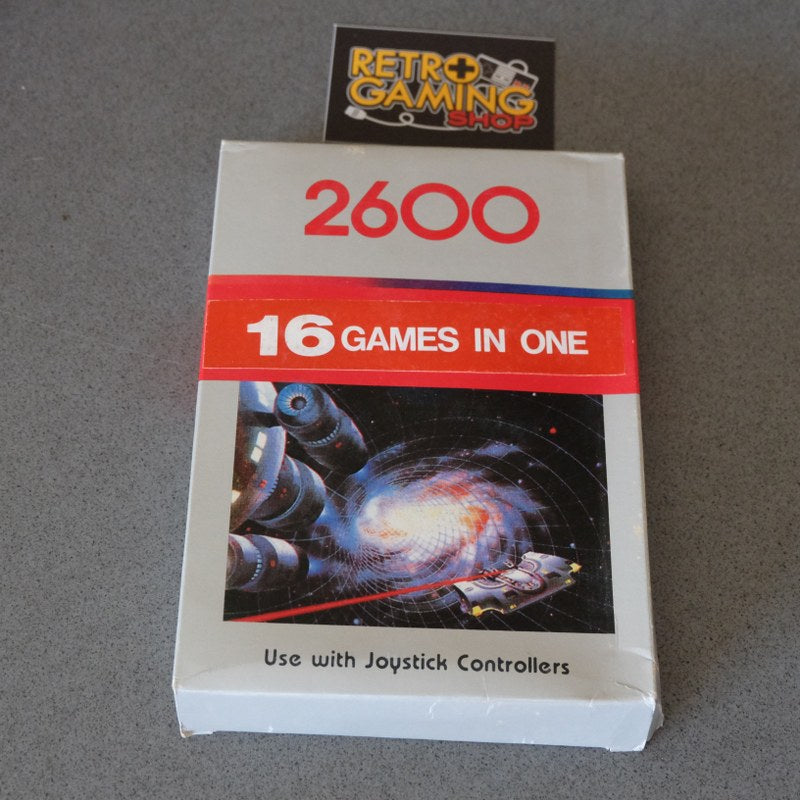 RETRO
GAMING
SHOP
2600
16 GAMES IN ONE
Use with Joystick Controllers